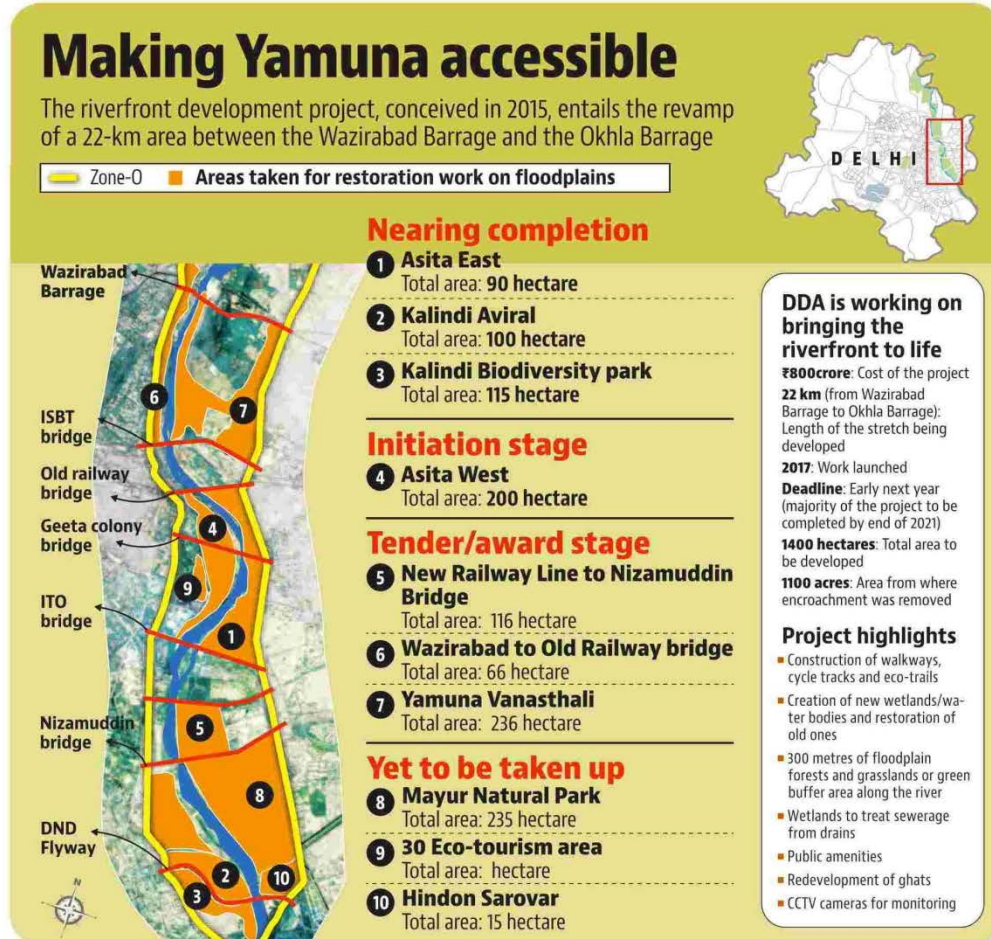 Making Yamuna accessible
The riverfront development project, conceived in 2015, entails the revamp
of a 22-km area between the Wazirabad Barrage and the Okhla Barrage
Zone-O
Areas taken for restoration work on floodplains
DELHI
Wazirabad
Barrage
ISBT
bridge
Old railway
bridge
Geeta colony
bridge
ITO
bridge
Nizamuddin
bridge
DND
Flyway
N
6
7
4
9
1
5
8
2
3
10
Nearing completion
1 Asita East
Total area: 90 hectare
2 Kalindi Aviral
Total area: 100 hectare
3 Kalindi Biodiversity park
Total area: 115 hectare
Initiation stage
4 Asita West
Total area: 200 hectare
Tender/award stage
5 New Railway Line to Nizamuddin
Bridge
Total area: 116 hectare
6 Wazirabad to Old Railway bridge
Total area: 66 hectare
7 Yamuna Vanasthali
Total area: 236 hectare
Yet to be taken up
8 Mayur Natural Park
Total area: 235 hectare
9 30 Eco-tourism area
Total area: hectare
10 Hindon Sarovar
Total area: 15 hectare
DDA is working on
bringing the
riverfront to life
₹800crore: Cost of the project
22 km (from Wazirabad
Barrage to Okhla Barrage):
Length of the stretch being
developed
2017: Work launched
Deadline: Early next year
(majority of the project to be
completed by end of 2021)
1400 hectares: Total area to
be developed
1100 acres: Area from where
encroachment was removed
Project highlights
Construction of walkways,
cycle tracks and eco-trails
Creation of new wetlands/wa-
ter bodies and restoration of
old ones
300 metres of floodplain
forests and grasslands or green
buffer area along the river
Wetlands to treat sewerage
from drains
Public amenities
Redevelopment of ghats
CCTV cameras for monitoring